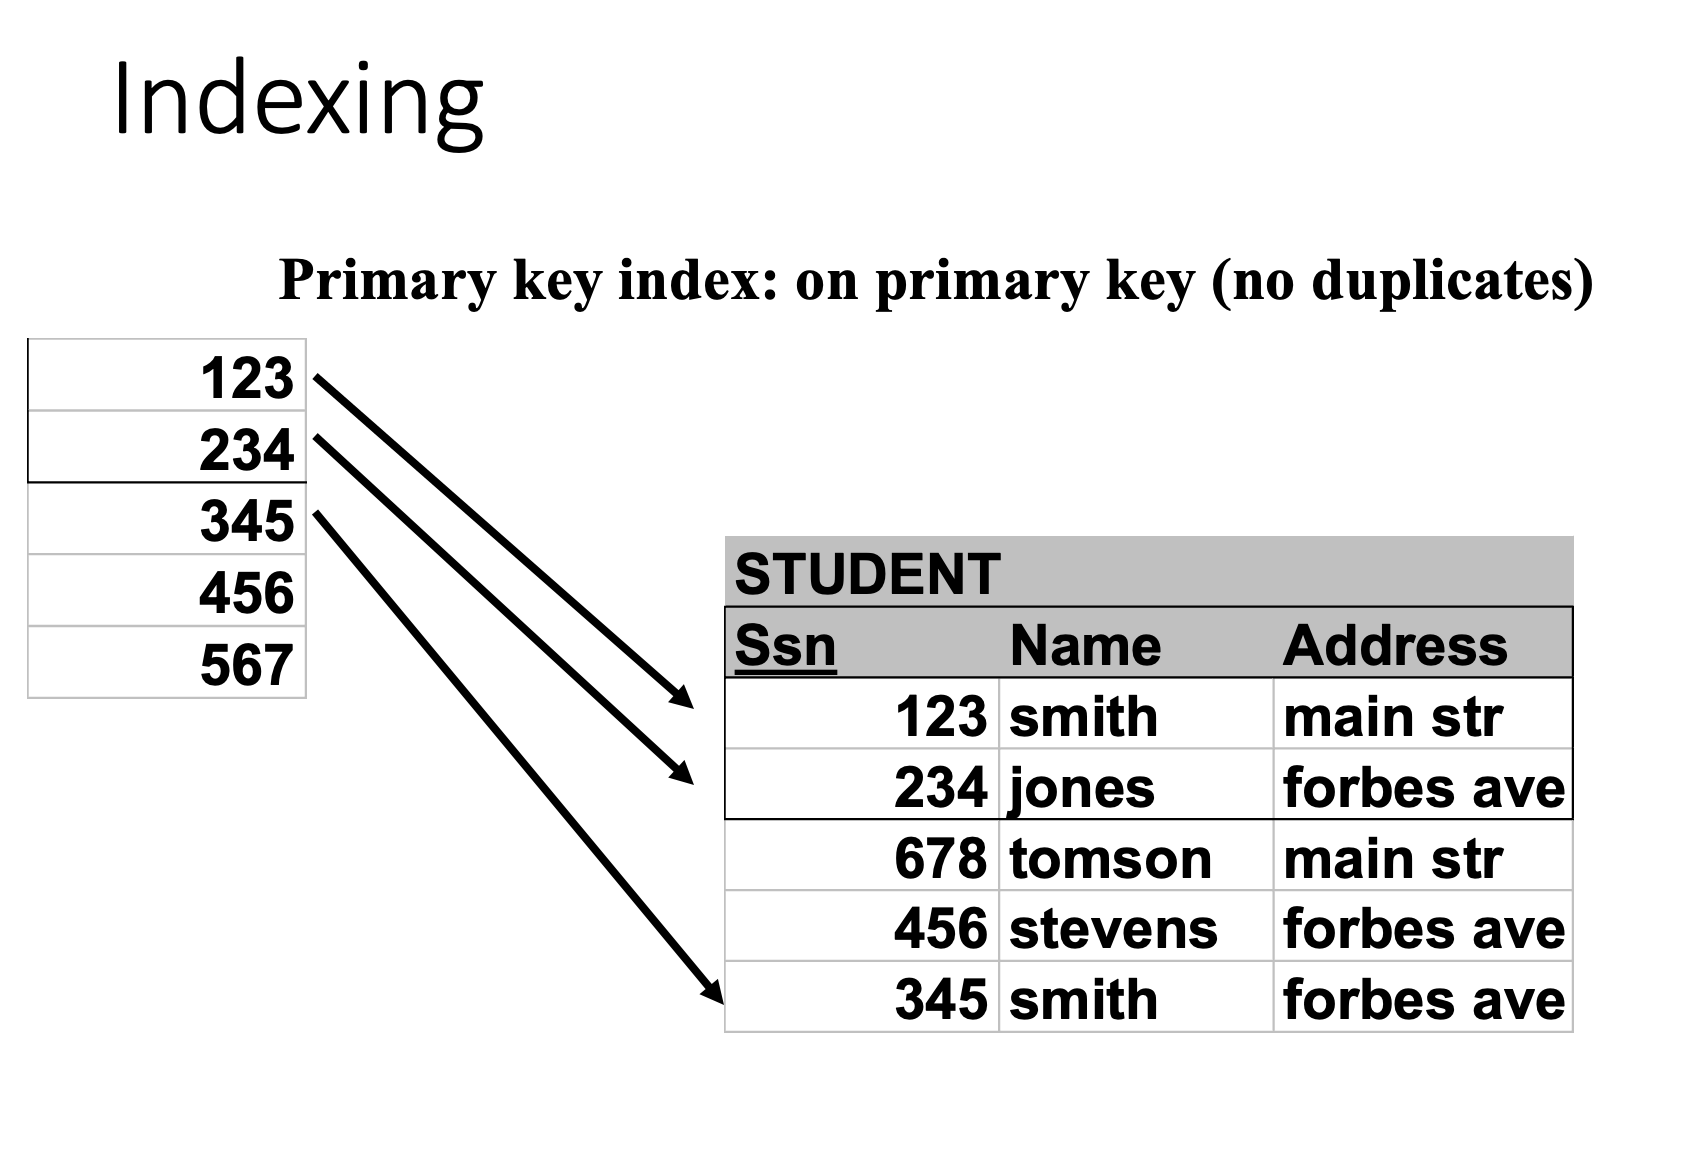 Indexing
Primary key index: on primary key (no duplicates)
123
234
345
456
567
STUDENT
Ssn Name Address
123 smith main str
234 jones forbes ave
678 tomson main str
456 stevens forbes ave
345 smith forbes ave